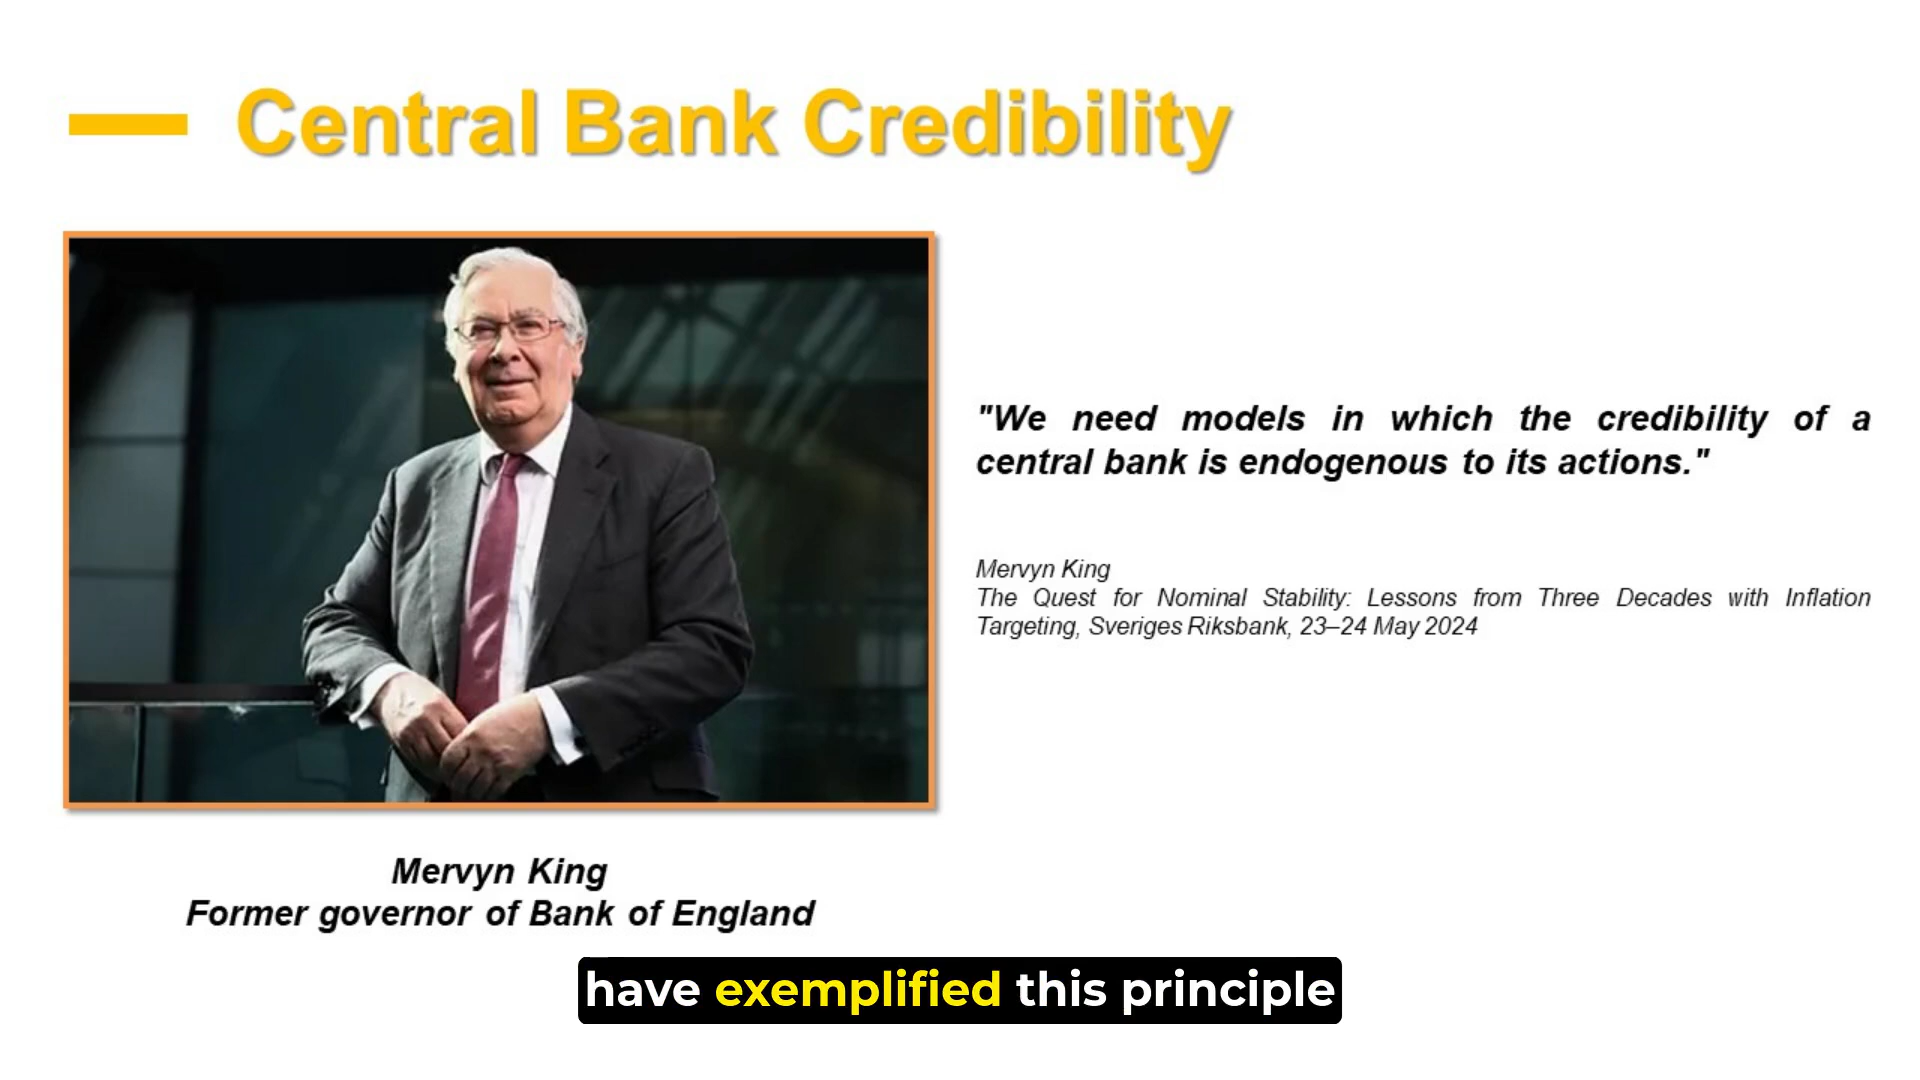 Central Bank Credibility
"We need models in which the credibility of a
central bank is endogenous to its actions."
Mervyn King
The Quest for Nominal Stability: Lessons from Three Decades with Inflation
Targeting, Sveriges Riksbank, 23–24 May 2024
Mervyn King
Former governor of Bank of England
have exemplified this principle